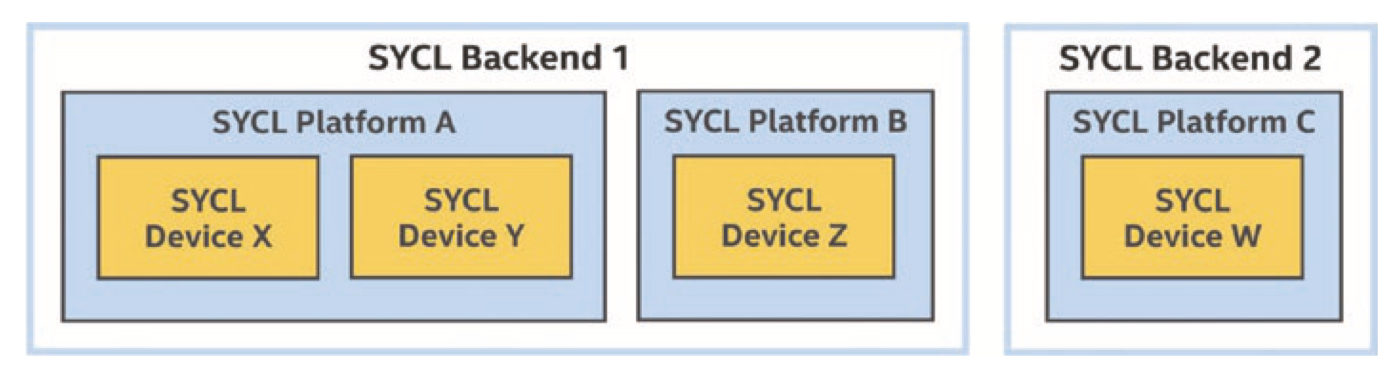 SYCL Backend 1
SYCL Platform A
SYCL
Device X
SYCL
Device Y
SYCL Platform B
SYCL
Device Z
SYCL Backend 2
SYCL Platform C
SYCL
Device W